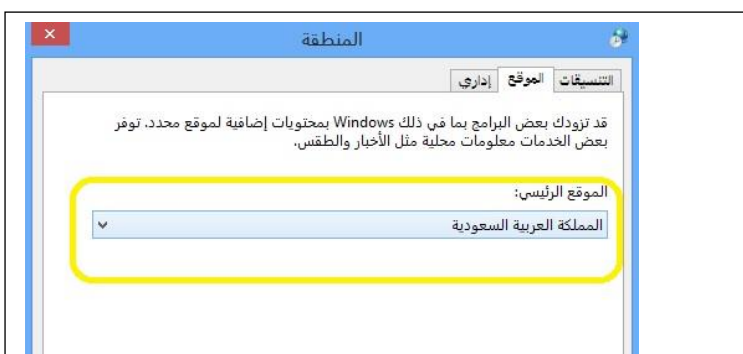 المنطقة
التنسيقات الموقع إداري
قد تزودك بعض البرامج بما في ذلك Windows بمحتويات إضافية لموقع محدد. توفر
بعض الخدمات معلومات محلية مثل الأخبار والطقس.
الموقع الرئيسي:
المملكة العربية السعودية